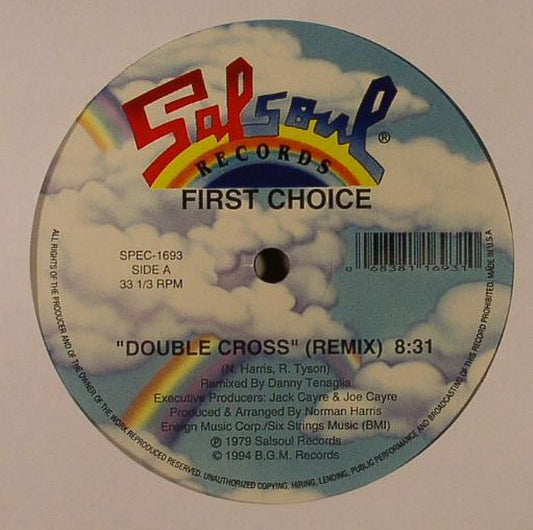 Salsoul®
RECORDS
FIRST CHOICE
SPEC-1693
SIDE A
33 1/3 RPM
0 68381 16931
"DOUBLE CROSS" (REMIX) 8:31
(N. Harris, R. Tyson)
Remixed By Danny Tenaglia
Executive Producers: Jack Cayre & Joe Cayre
Produced & Arranged By Norman Harris
Ensign Music Corp./Six Strings Music (BMI)
℗ 1979 Salsoul Records
© 1994 B.G.M. Records
ALL RIGHTS OF THE PRODUCER AND OF THE OWNER OF THE WORK REPRODUCED RESERVED. UNAUTHORIZED COPYING, HIRING, LENDING, PUBLIC PERFORMANCE AND BROADCASTING OF THIS RECORD PROHIBITED. MADE IN U.S.A